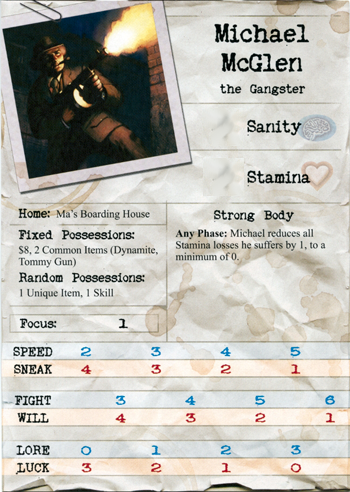 Michael
McGlen
the Gangster
Sanity
Stamina
Home: Ma's Boarding House
Fixed Possessions:
$8, 2 Common Items (Dynamite,
Tommy Gun)
Random Possessions:
1 Unique Item, 1 Skill
Focus: 1
Strong Body
Any Phase: Michael reduces all
Stamina losses he suffers by 1, to a
minimum of 0.
SPEED 2 3 4 5
SNEAK 4 3 2 1
FIGHT 3 4 5 6
WILL 4 3 2 1
LORE 0 1 2 3
LUCK 3 2 1 0